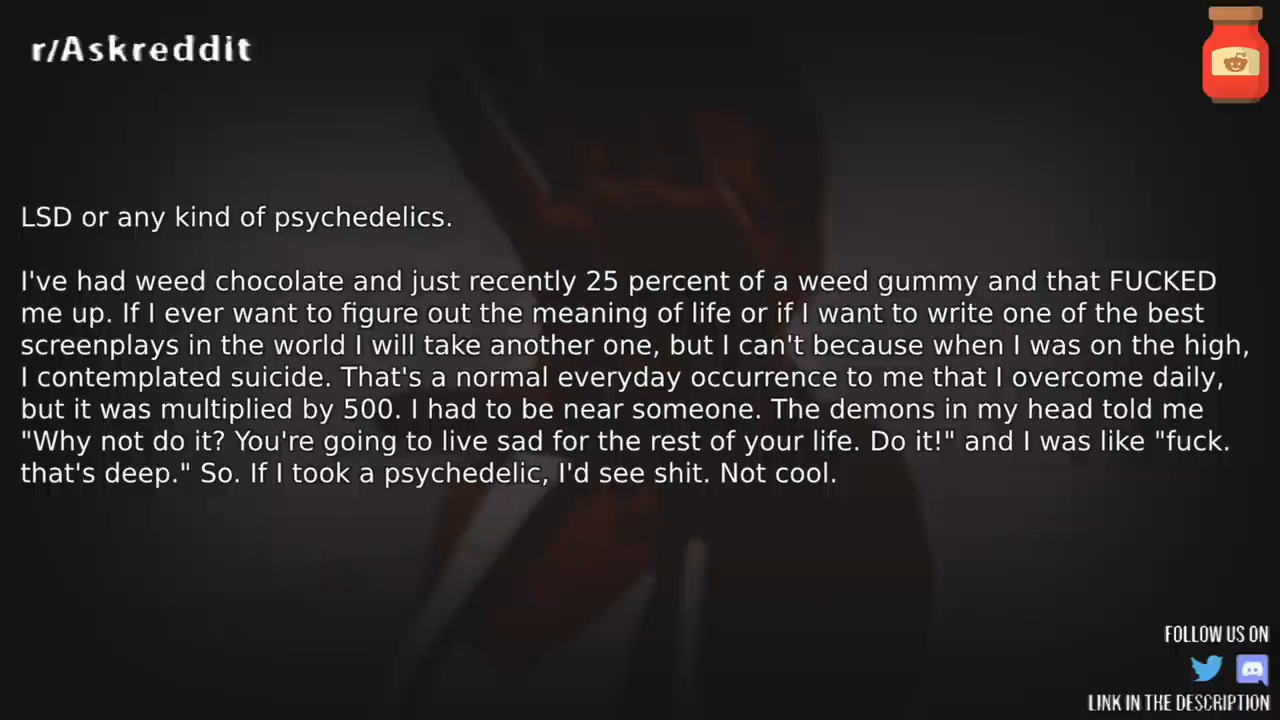 r/Askreddit
LSD or any kind of psychedelics.
I've had weed chocolate and just recently 25 percent of a weed gummy and that FUCKED
me up. If I ever want to figure out the meaning of life or if I want to write one of the best
screenplays in the world I will take another one, but I can't because when I was on the high,
I contemplated suicide. That's a normal everyday occurrence to me that I overcome daily,
but it was multiplied by 500. I had to be near someone. The demons in my head told me
"Why not do it? You're going to live sad for the rest of your life. Do it!" and I was like "fuck.
that's deep." So. If I took a psychedelic, I'd see shit. Not cool.
FOLLOW US ON
LINK IN THE DESCRIPTION